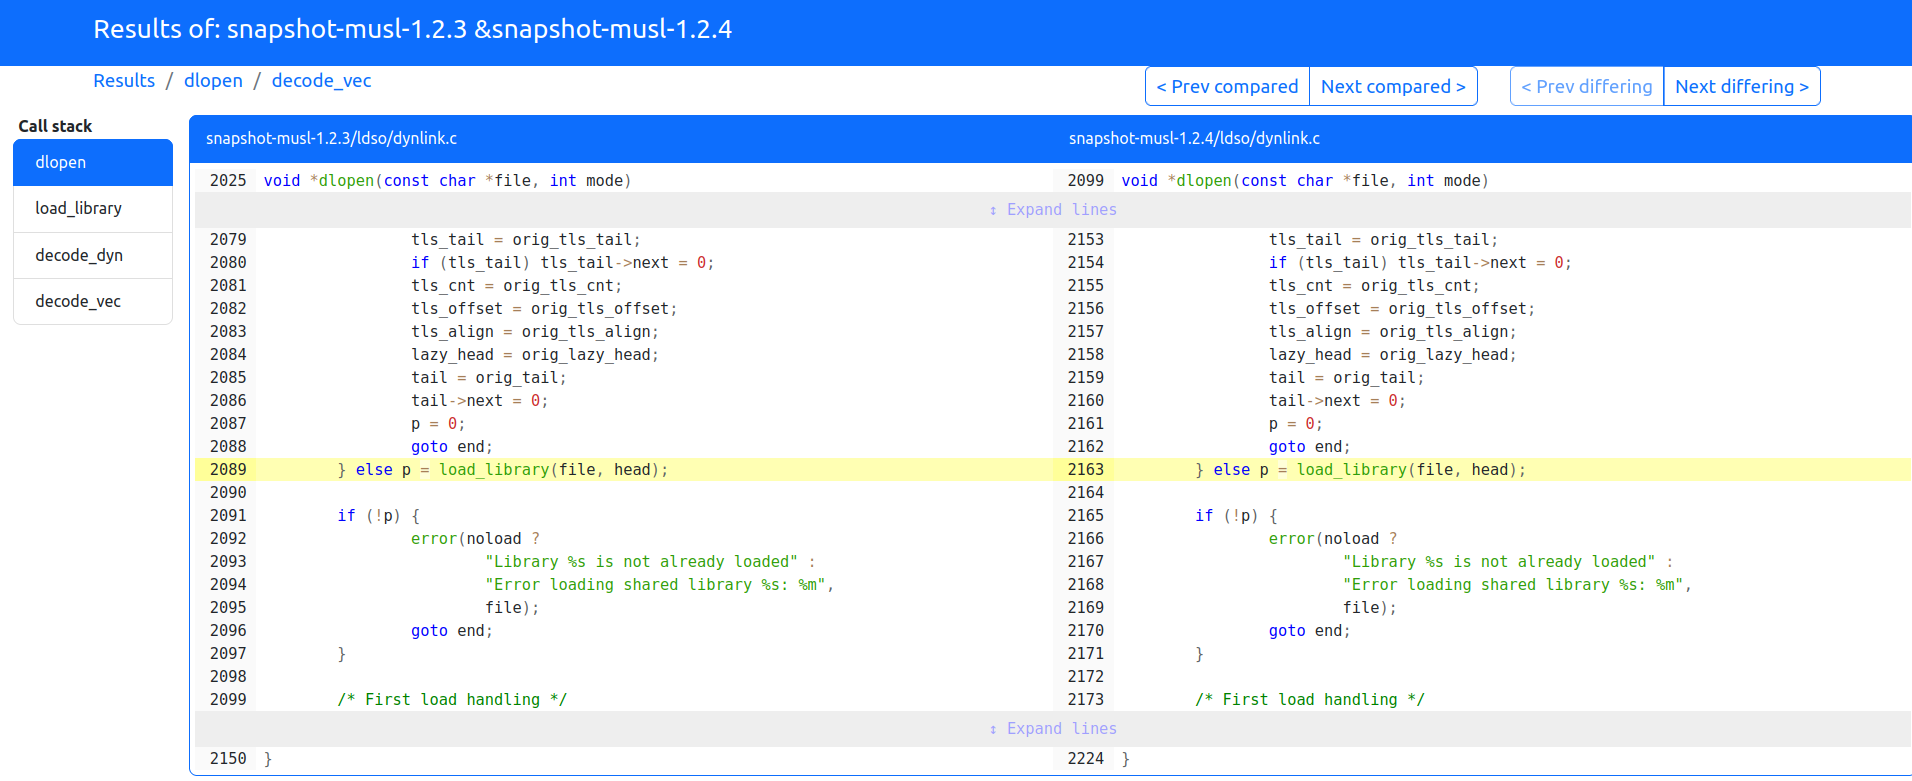 Results of: snapshot-musl-1.2.3 &snapshot-musl-1.2.4
Results / dlopen / decode_vec
< Prev compared Next compared > < Prev differing Next differing >
Call stack
dlopen
load_library
decode_dyn
decode_vec
snapshot-musl-1.2.3/ldso/dynlink.c
2025 void *dlopen(const char *file, int mode)
↕ Expand lines
2079 tls_tail = orig_tls_tail;
2080 if (tls_tail) tls_tail->next = 0;
2081 tls_cnt = orig_tls_cnt;
2082 tls_offset = orig_tls_offset;
2083 tls_align = orig_tls_align;
2084 lazy_head = orig_lazy_head;
2085 tail = orig_tail;
2086 tail->next = 0;
2087 p = 0;
2088 goto end;
2089 } else p = load_library(file, head);
2090
2091 if (!p) {
2092 error(noload ?
2093 "Library %s is not already loaded" :
2094 "Error loading shared library %s: %m",
2095 file);
2096 goto end;
2097 }
2098
2099 /* First load handling */
↕ Expand lines
2150 }
snapshot-musl-1.2.4/ldso/dynlink.c
2099 void *dlopen(const char *file, int mode)
2153 tls_tail = orig_tls_tail;
2154 if (tls_tail) tls_tail->next = 0;
2155 tls_cnt = orig_tls_cnt;
2156 tls_offset = orig_tls_offset;
2157 tls_align = orig_tls_align;
2158 lazy_head = orig_lazy_head;
2159 tail = orig_tail;
2160 tail->next = 0;
2161 p = 0;
2162 goto end;
2163 } else p = load_library(file, head);
2164
2165 if (!p) {
2166 error(noload ?
2167 "Library %s is not already loaded" :
2168 "Error loading shared library %s: %m",
2169 file);
2170 goto end;
2171 }
2172
2173 /* First load handling */
2224 }